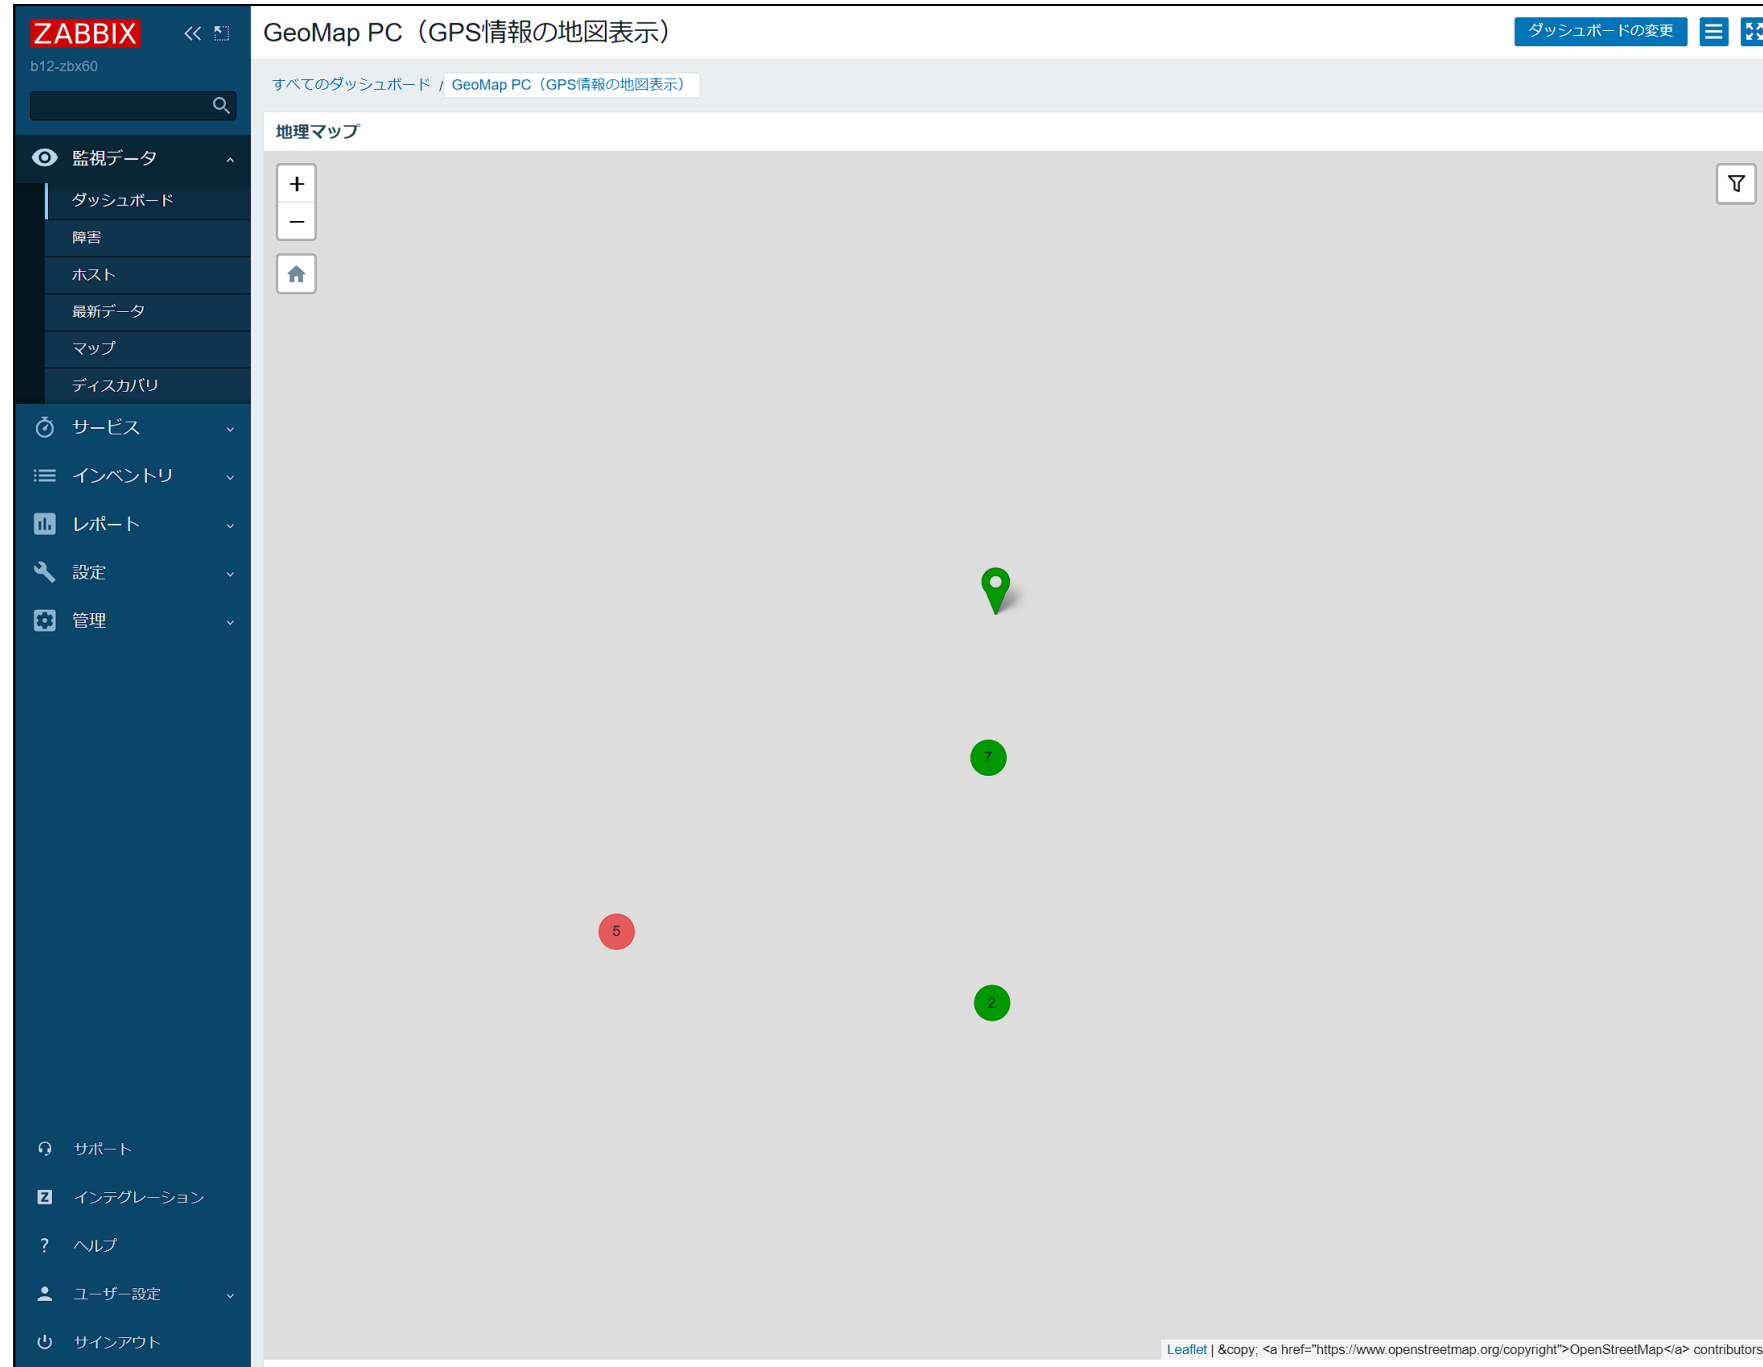 ZABBIX
b12-zbx60
監視データ
ダッシュボード
障害
ホスト
最新データ
マップ
ディスカバリ
サービス
インベントリ
レポート
設定
管理
サポート
インテグレーション
ヘルプ
ユーザー設定
サインアウト
GeoMap PC（GPS情報の地図表示）
ダッシュボードの変更
すべてのダッシュボード / GeoMap PC（GPS情報の地図表示）
地理マップ
+
−
7
5
2
Leaflet | &copy; <a href="https://www.openstreetmap.org/copyright">OpenStreetMap</a> contributors